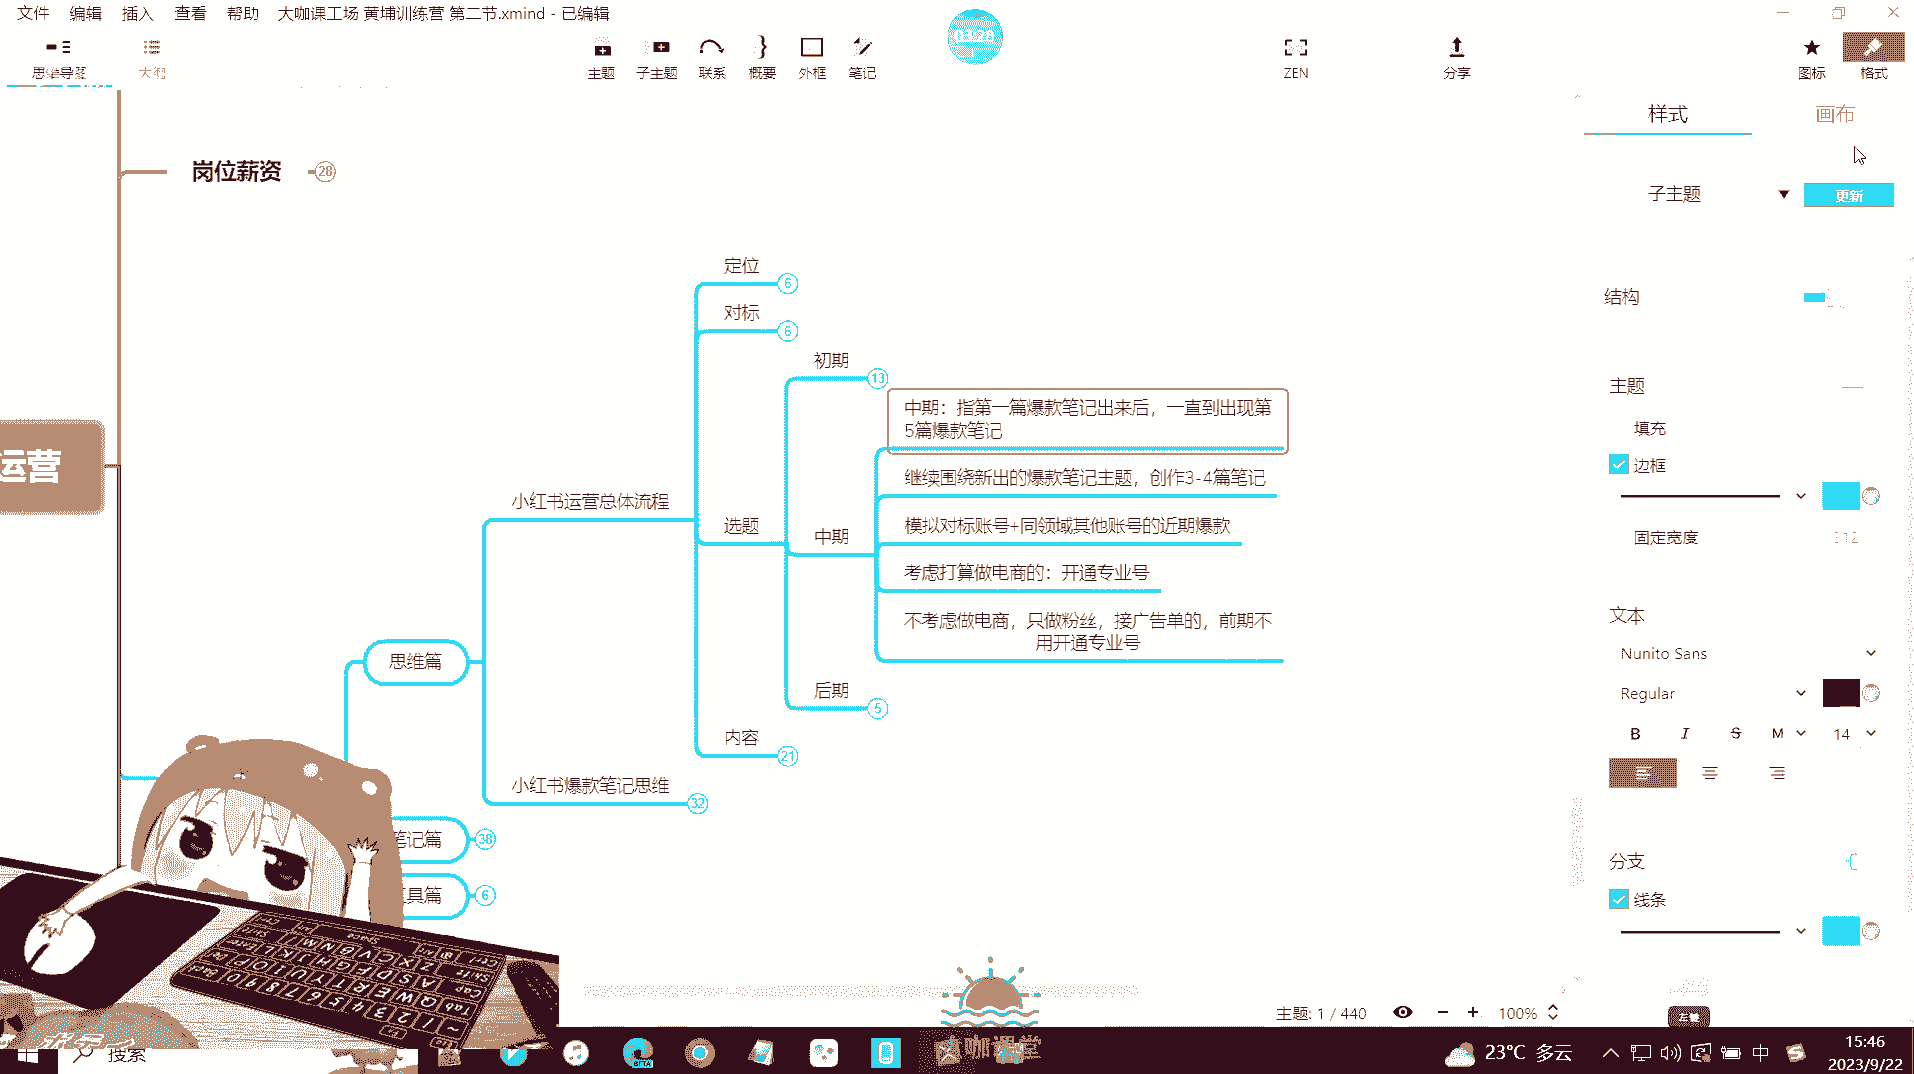 文件 编辑 插入 查看 帮助 大咖课工场 黄埔训练营 第二节.xmind - 已编辑
思维导图 大纲 主题 子主题 联系 概要 外框 笔记 ZEN 分享 图标 格式
样式 画布
岗位薪资 28
子主题 更新
定位 6
对标 6
结构
初期 13
主题
中期：指第一篇爆款笔记出来后，一直到出现第
5篇爆款笔记
填充
边框
运营
继续围绕新出的爆款笔记主题，创作3-4篇笔记
小红书运营总体流程
选题
模拟对标账号+同领域其他账号的近期爆款
中期
固定宽度
考虑打算做电商的：开通专业号
不考虑做电商，只做粉丝，接广告单的，前期不
用开通专业号
文本
Nunito Sans
思维篇
后期 5
Regular
内容 21
B I S M 14
小红书爆款笔记思维 32
笔记篇 38
具篇 6
分支
线条
主题: 1 / 440 100%
搜索
BETA
咖课堂
23°C 多云
中
15:46
2023/9/22